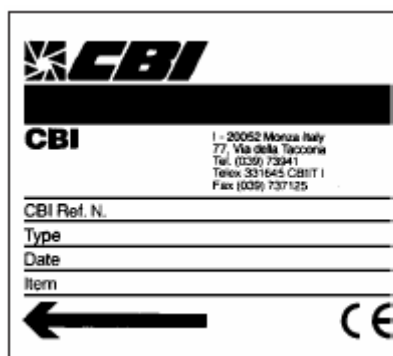 CBI
CBI
I - 20052 Monza Italy
77, Via della Taccona
Tel. (039) 73941
Telex 331645 CBIIT I
Fax (039) 737125
CBI Ref. N.
Type
Date
Item
CE